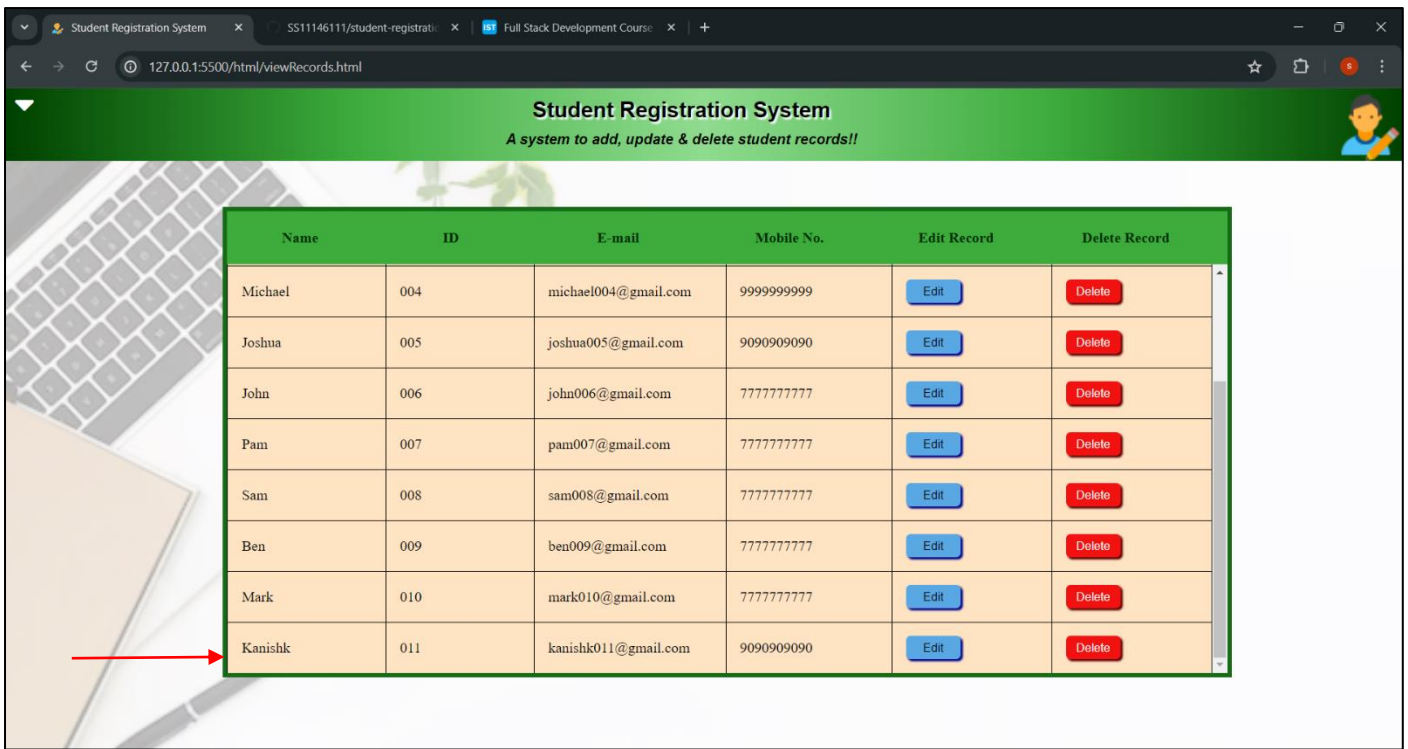 Student Registration System
SS11146111/student-registratio
IST Full Stack Development Course
127.0.0.1:5500/html/viewRecords.html
S
Student Registration System
A system to add, update & delete student records!!
Name ID E-mail Mobile No. Edit Record Delete Record
Michael 004 michael004@gmail.com 9999999999 Edit Delete
Joshua 005 joshua005@gmail.com 9090909090 Edit Delete
John 006 john006@gmail.com 7777777777 Edit Delete
Pam 007 pam007@gmail.com 7777777777 Edit Delete
Sam 008 sam008@gmail.com 7777777777 Edit Delete
Ben 009 ben009@gmail.com 7777777777 Edit Delete
Mark 010 mark010@gmail.com 7777777777 Edit Delete
Kanishk 011 kanishk011@gmail.com 9090909090 Edit Delete